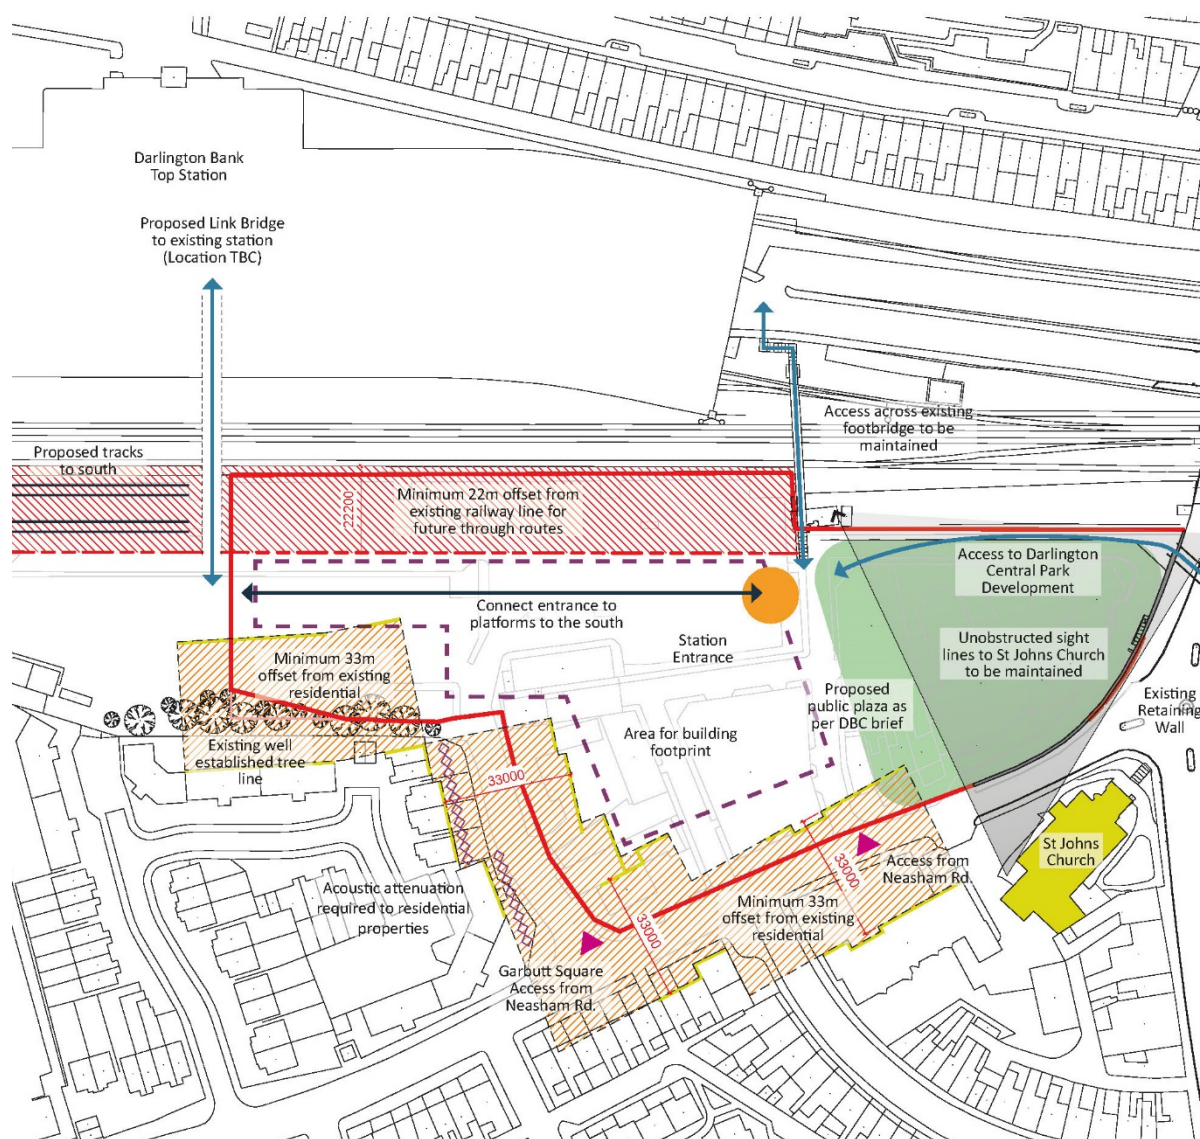 Darlington Bank
Top Station
Proposed Link Bridge
to existing station
(Location TBC)
Access across existing
footbridge to be
maintained
Proposed tracks
to south
22200
Minimum 22m offset from
existing railway line for
future through routes
Access to Darlington
Central Park
Development
Connect entrance to
platforms to the south
Station
Entrance
Unobstructed sight
lines to St Johns Church
to be maintained
Minimum 33m
offset from existing
residential
Proposed
public plaza as
per DBC brief
Existing
Retaining
Wall
Existing well
established tree
line
Area for building
footprint
33000
St Johns
Church
Acoustic attenuation
required to residential
properties
33000
Minimum 33m
offset from existing
residential
33000
Access from
Neasham Rd.
Garbutt Square
Access from
Neasham Rd.